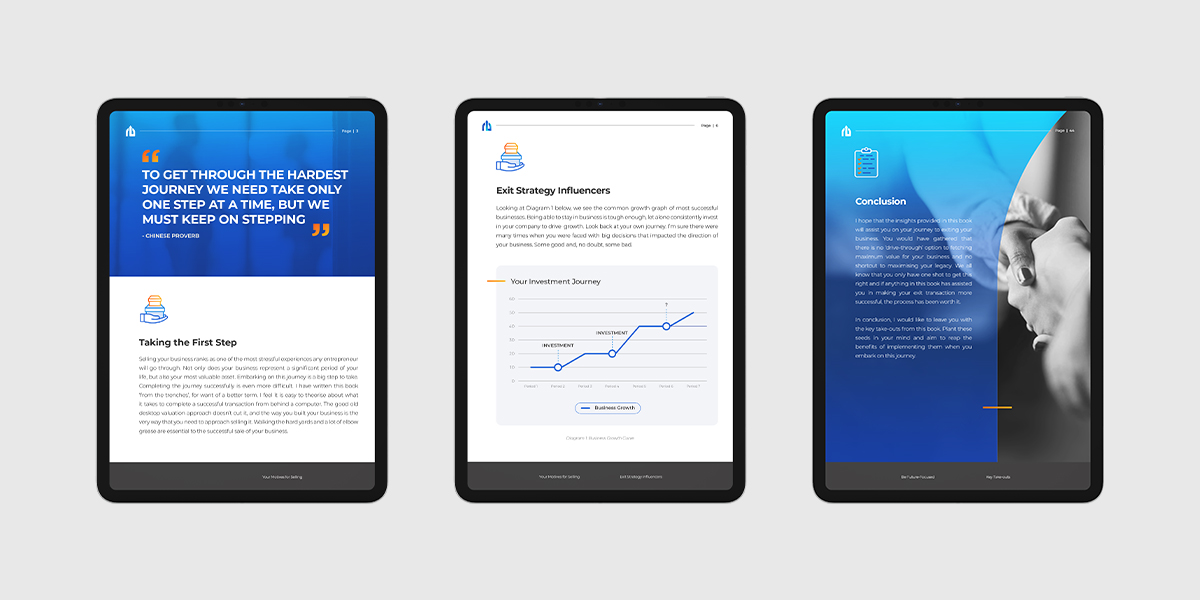 Page | 3
“
TO GET THROUGH THE HARDEST
JOURNEY WE NEED TAKE ONLY
ONE STEP AT A TIME, BUT WE
MUST KEEP ON STEPPING
”
- CHINESE PROVERB
Taking the First Step
Selling your business ranks as one of the most stressful experiences any entrepreneur
will go through. Not only does your business represent a significant period of your
life, but also your most valuable asset. Embarking on this journey is a big step to take.
Completing the journey successfully is even more difficult. I have written this book
'from the trenches', for want of a better term. I feel it is easy to theorise about what
it takes to complete a successful transaction from behind a computer. The good old
desktop valuation approach doesn't cut it, and the way you built your business is the
very way that you need to approach selling it. Walking the hard yards and a lot of elbow
grease are essential to the successful sale of your business.
Your Motives for Selling
Page |
Exit Strategy Influencers
Looking at Diagram 1 below, we see the common growth graph of most successful
businesses. Being able to stay in business is tough enough, let alone consistently invest
in your company to drive growth. Look back at your own journey. I'm sure there were
many times when you were faced with big decisions that impacted the direction of
your business. Some good and, no doubt, some bad.
Your Investment Journey
60
50
40
30
20
10
0
INVESTMENT
INVESTMENT
?
Period 1 Period 2 Period 3 Period 4 Period 5 Period 6 Period 7
Business Growth
Diagram 1: Business Growth Curve
Your Motives for Selling
Exit Strategy Influencers
Page | 44
Conclusion
I hope that the insights provided in this book
will assist you on your journey to exiting your
business. You would have gathered that
there is no 'drive-through' option to fetching
maximum value for your business and no
shortcut to maximising your legacy. We all
know that you only have one shot to get this
right and if anything in this book has assisted
you in making your exit transaction more
successful, the process has been worth it.
In conclusion, I would like to leave you with
the key take-outs from this book. Plant these
seeds in your mind and aim to reap the
benefits of implementing them when you
embark on this journey.
Be Future-Focused
Key Take-outs